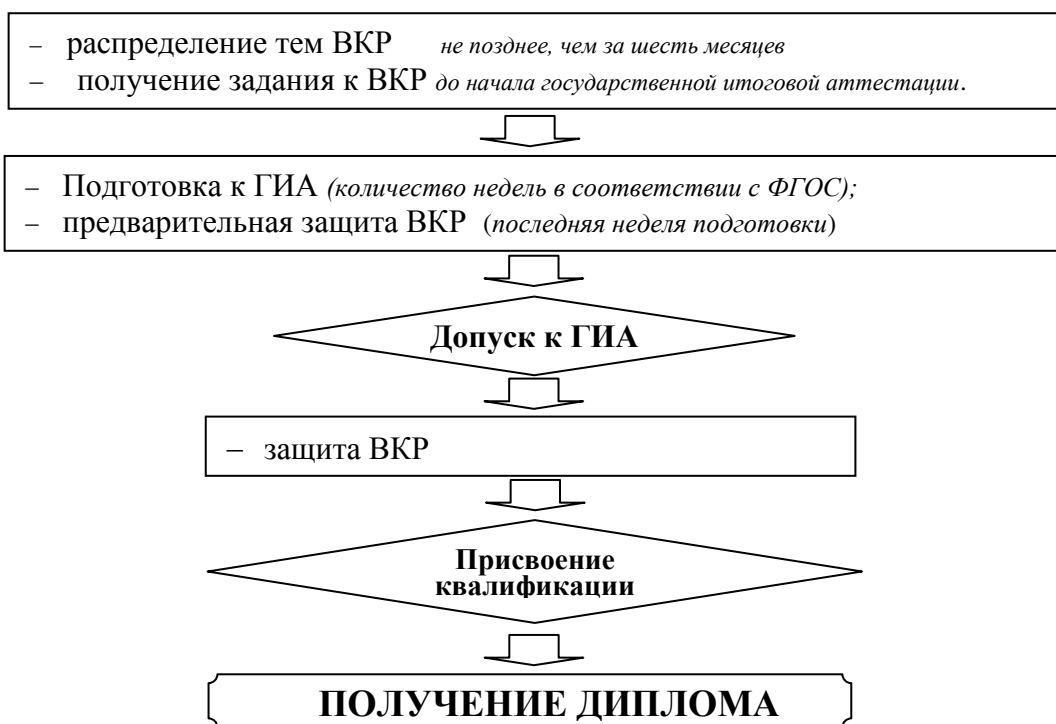 – распределение тем ВКР не позднее, чем за шесть месяцев
– получение задания к ВКР до начала государственной итоговой аттестации.
– Подготовка к ГИА (количество недель в соответствии с ФГОС);
– предварительная защита ВКР (последняя неделя подготовки)
Допуск к ГИА
– защита ВКР
Присвоение
квалификации
ПОЛУЧЕНИЕ ДИПЛОМА